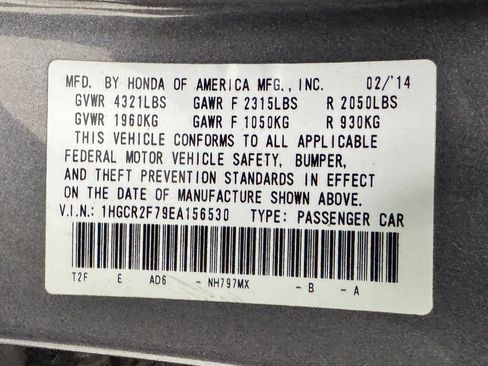 MFD. BY HONDA OF AMERICA MFG., INC. 02/'14
GVWR 4321LBS GAWR F 2315LBS R 2050LBS
GVWR 1960KG GAWR F 1050KG R 930KG
THIS VEHICLE CONFORMS TO ALL APPLICABLE
FEDERAL MOTOR VEHICLE SAFETY, BUMPER,
AND THEFT PREVENTION STANDARDS IN EFFECT
ON THE DATE OF MANUFACTURE SHOWN ABOVE.
V.I.N.: 1HGCR2F79EA156530 TYPE: PASSENGER CAR
T2F E AD6 - NH797MX - B - A